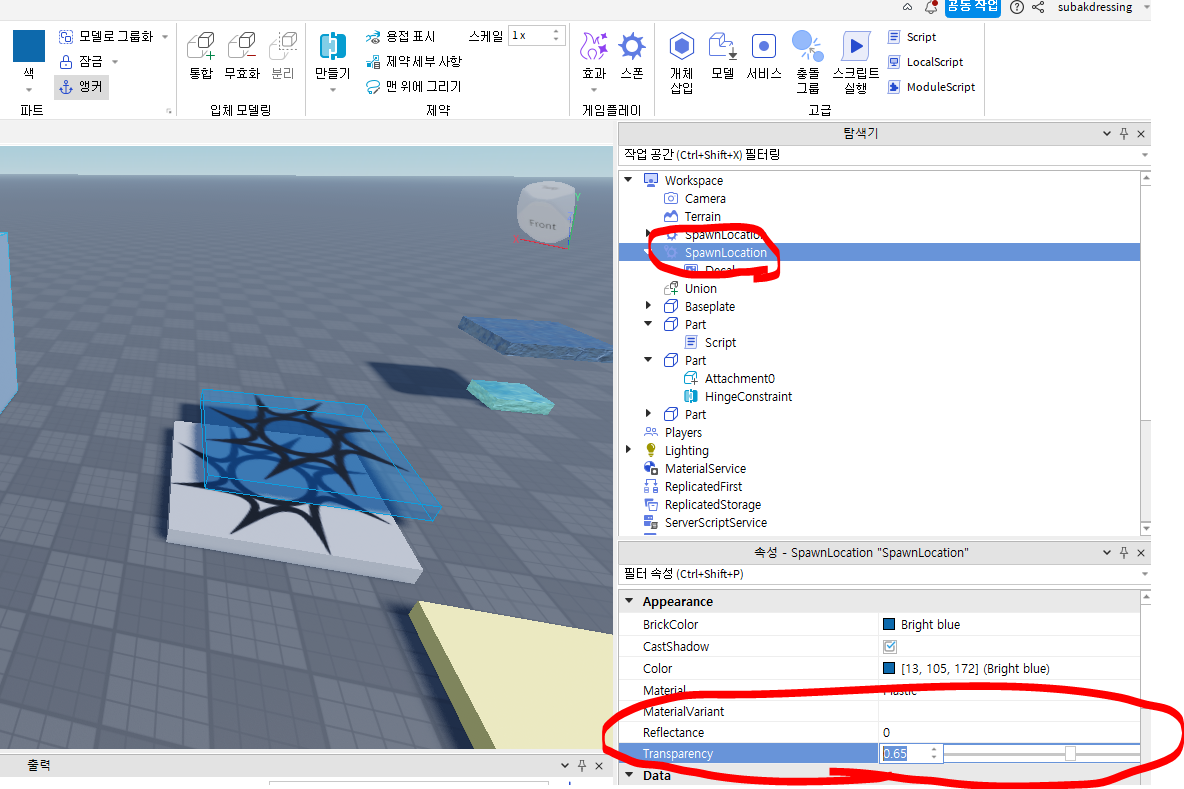 공동 작업
subakdressing
색
모델로 그룹화
잠금
앵커
파트
통합
무효화
분리
입체 모델링
만들기
용접 표시
제약 세부 사항
맨 위에 그리기
스케일 1x
제약
효과
스폰
게임플레이
개체 삽입
모델
서비스
충돌 그룹
스크립트 실행
Script
LocalScript
ModuleScript
고급
Front
Y
탐색기
작업 공간 (Ctrl+Shift+X) 필터링
Workspace
Camera
Terrain
SpawnLocation
SpawnLocation
Decal
Union
Baseplate
Part
Script
Part
Attachment0
HingeConstraint
Part
Players
Lighting
MaterialService
ReplicatedFirst
ReplicatedStorage
ServerScriptService
속성 - SpawnLocation "SpawnLocation"
필터 속성 (Ctrl+Shift+P)
Appearance
BrickColor Bright blue
CastShadow
Color [13, 105, 172] (Bright blue)
Material Plastic
MaterialVariant
Reflectance 0
Transparency 0.65
Data
출력